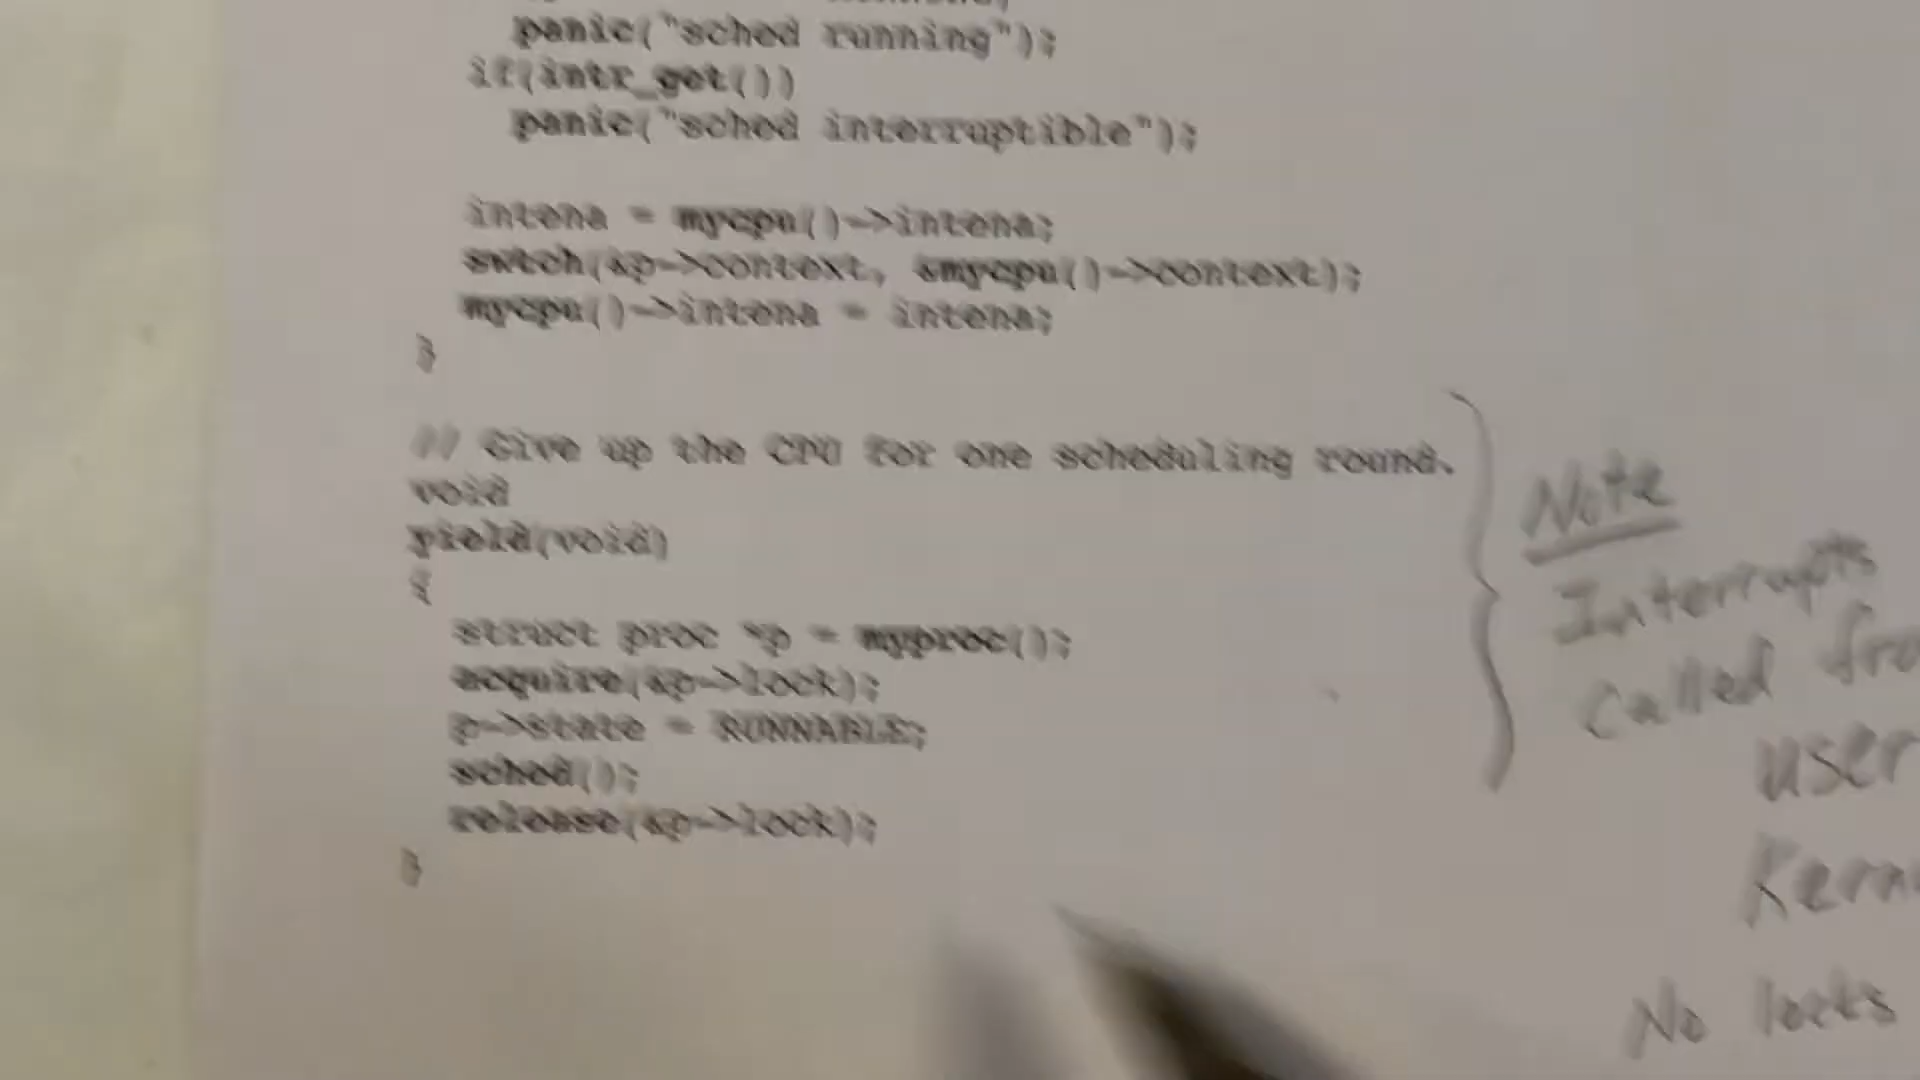 panic("sched running");
if(intr_get())
panic("sched interruptible");
intena = mycpu()->intena;
swtch(&p->context, &mycpu()->context);
mycpu()->intena = intena;
}
// Give up the CPU for one scheduling round.
void
yield(void)
{
struct proc *p = myproc();
acquire(&p->lock);
p->state = RUNNABLE;
sched();
release(&p->lock);
}
Note
Interrupts
Called fro
user
Kern
No locks